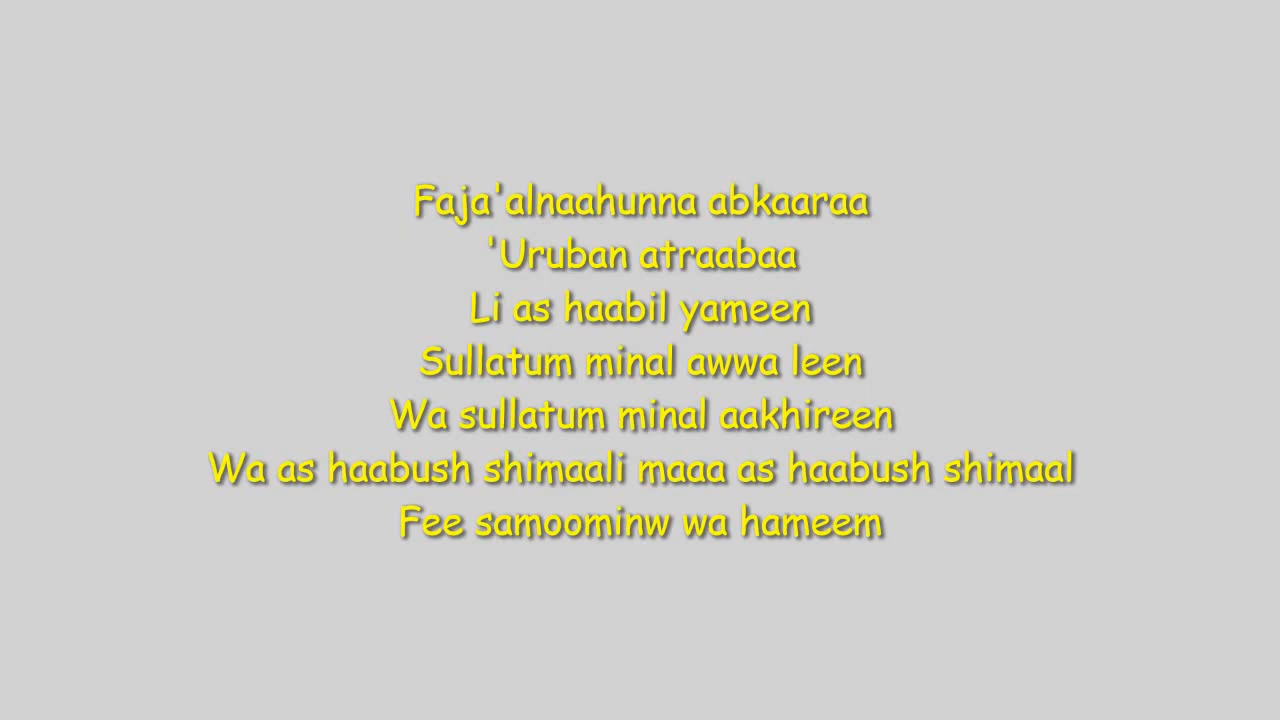 Faja'alnaahunna abkaaraa
'Uruban atraabaa
Li as haabil yameen
Sullatum minal awwa leen
Wa sullatum minal aakhireen
Wa as haabush shimaali maaa as haabush shimaal
Fee samoominw wa hameem